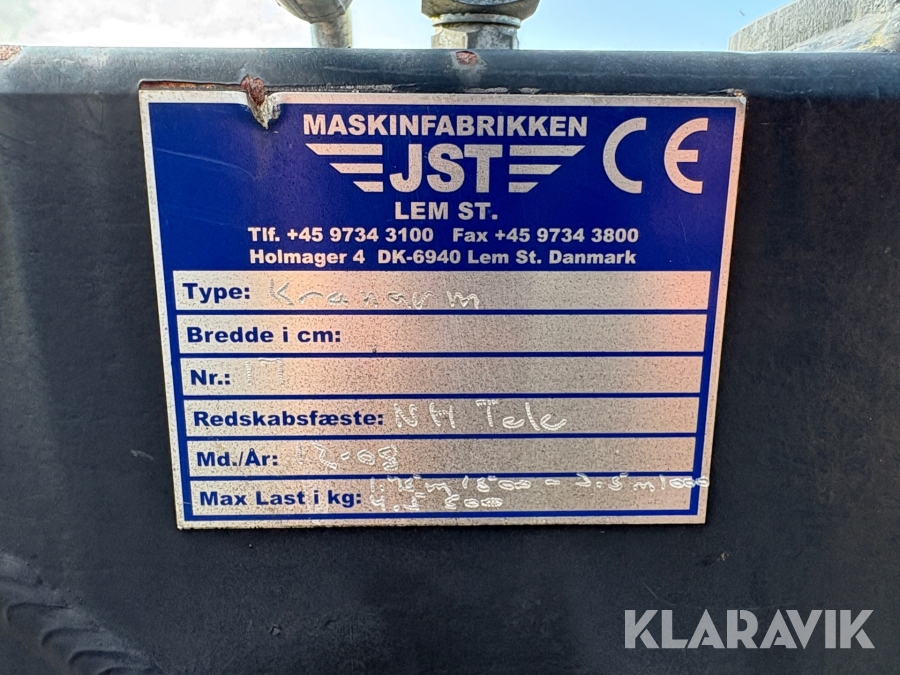 MASKINFABRIKKEN
JST
CE
LEM ST.
Tlf. +45 9734 3100 Fax +45 9734 3800
Holmager 4 DK-6940 Lem St. Danmark
Type: Kranarm
Bredde i cm:
Nr.:
Redskabsfæste: NH Tele
Md./År:
Max Last i kg:
KLARAVIK